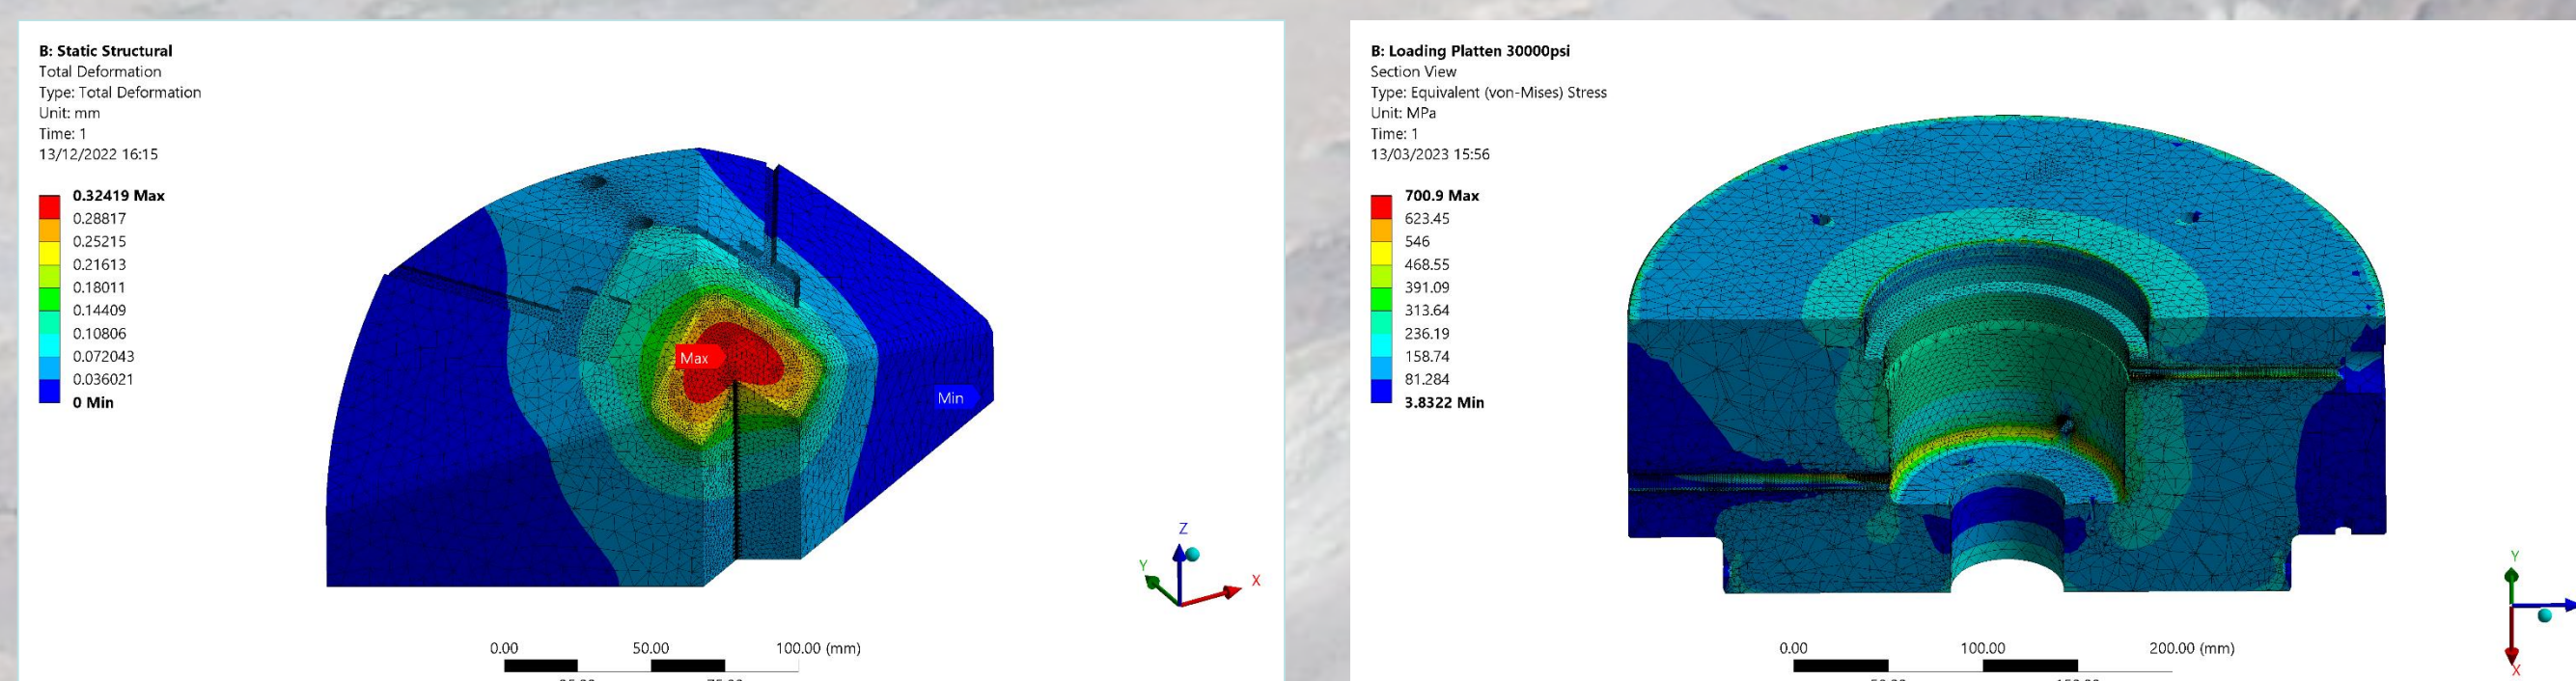 B: Static Structural
Total Deformation
Type: Total Deformation
Unit: mm
Time: 1
13/12/2022 16:15
0.32419 Max
0.28817
0.25215
0.21613
0.18011
0.14409
0.10806
0.072043
0.036021
0 Min
Max
Min
Z
Y
X
0.00 50.00 100.00 (mm)
B: Loading Platten 30000psi
Section View
Type: Equivalent (von-Mises) Stress
Unit: MPa
Time: 1
13/03/2023 15:56
700.9 Max
623.45
546
468.55
391.09
313.64
236.19
158.74
81.284
3.8322 Min
Y
X
0.00 100.00 200.00 (mm)